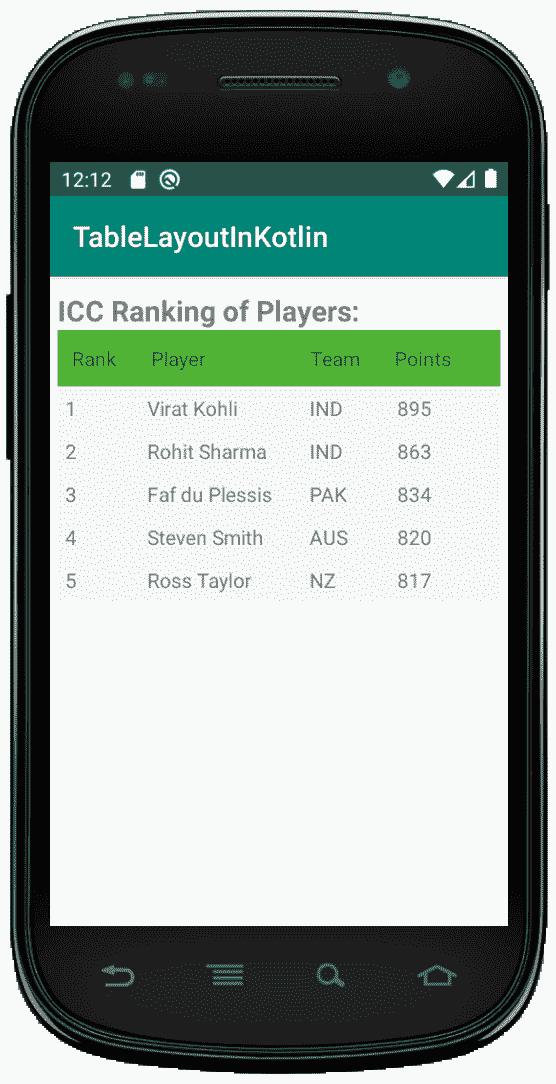 12:12
TableLayoutInKotlin
ICC Ranking of Players:
Rank Player Team Points
1 Virat Kohli IND 895
2 Rohit Sharma IND 863
3 Faf du Plessis PAK 834
4 Steven Smith AUS 820
5 Ross Taylor NZ 817